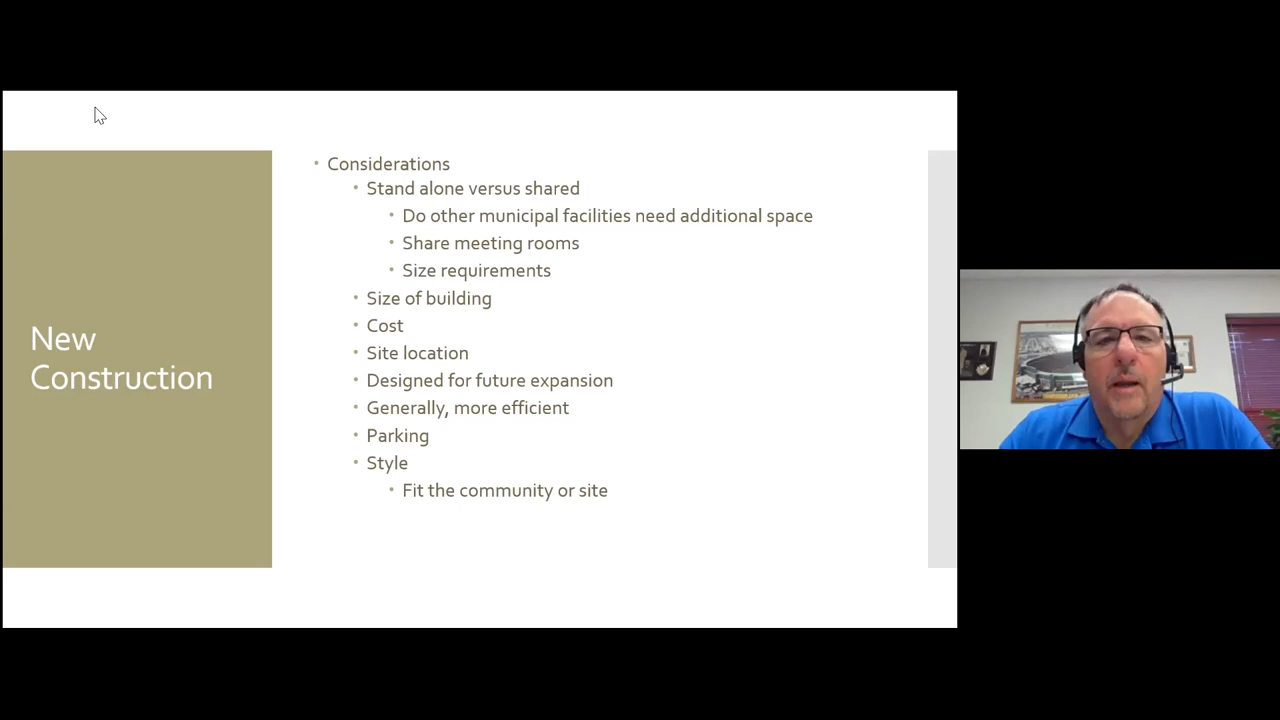 New
Construction
• Considerations
• Stand alone versus shared
• Do other municipal facilities need additional space
• Share meeting rooms
• Size requirements
• Size of building
• Cost
• Site location
• Designed for future expansion
• Generally, more efficient
• Parking
• Style
• Fit the community or site